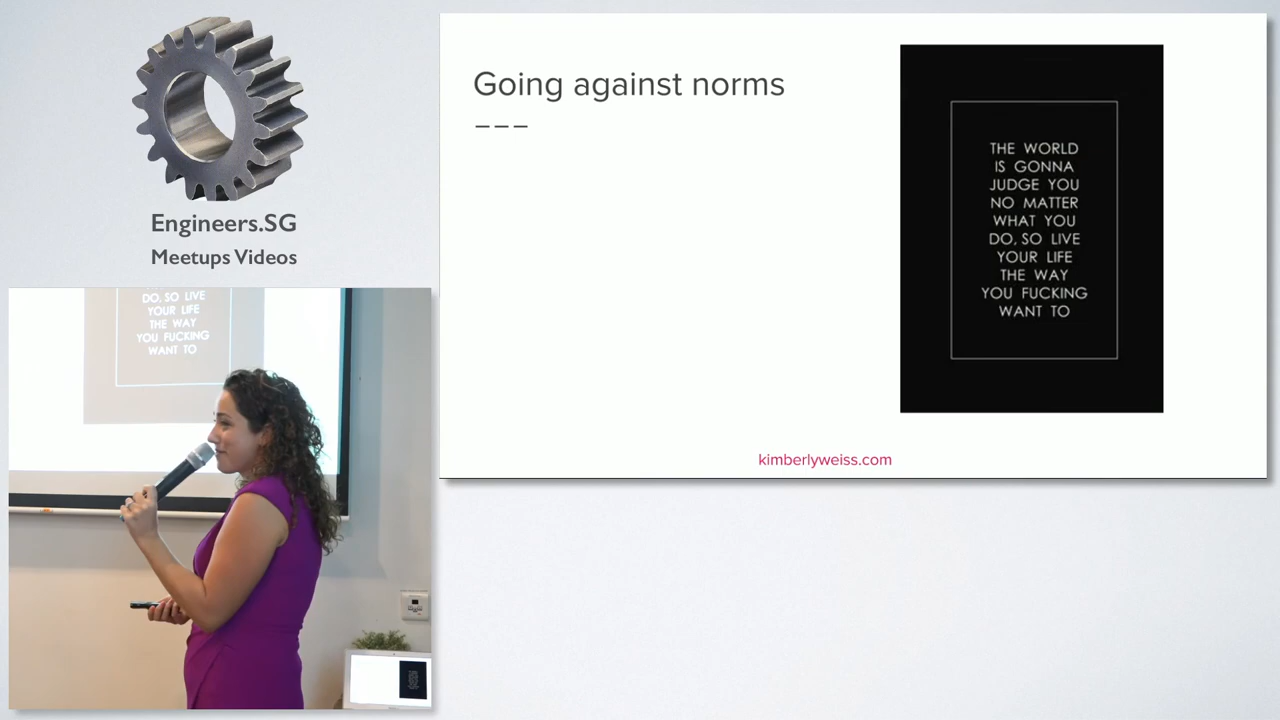 Engineers.SG
Meetups Videos
Going against norms
THE WORLD
IS GONNA
JUDGE YOU
NO MATTER
WHAT YOU
DO, SO LIVE
YOUR LIFE
THE WAY
YOU FUCKING
WANT TO
kimberlyweiss.com
DO, SO LIVE
YOUR LIFE
THE WAY
YOU FUCKING
WANT TO